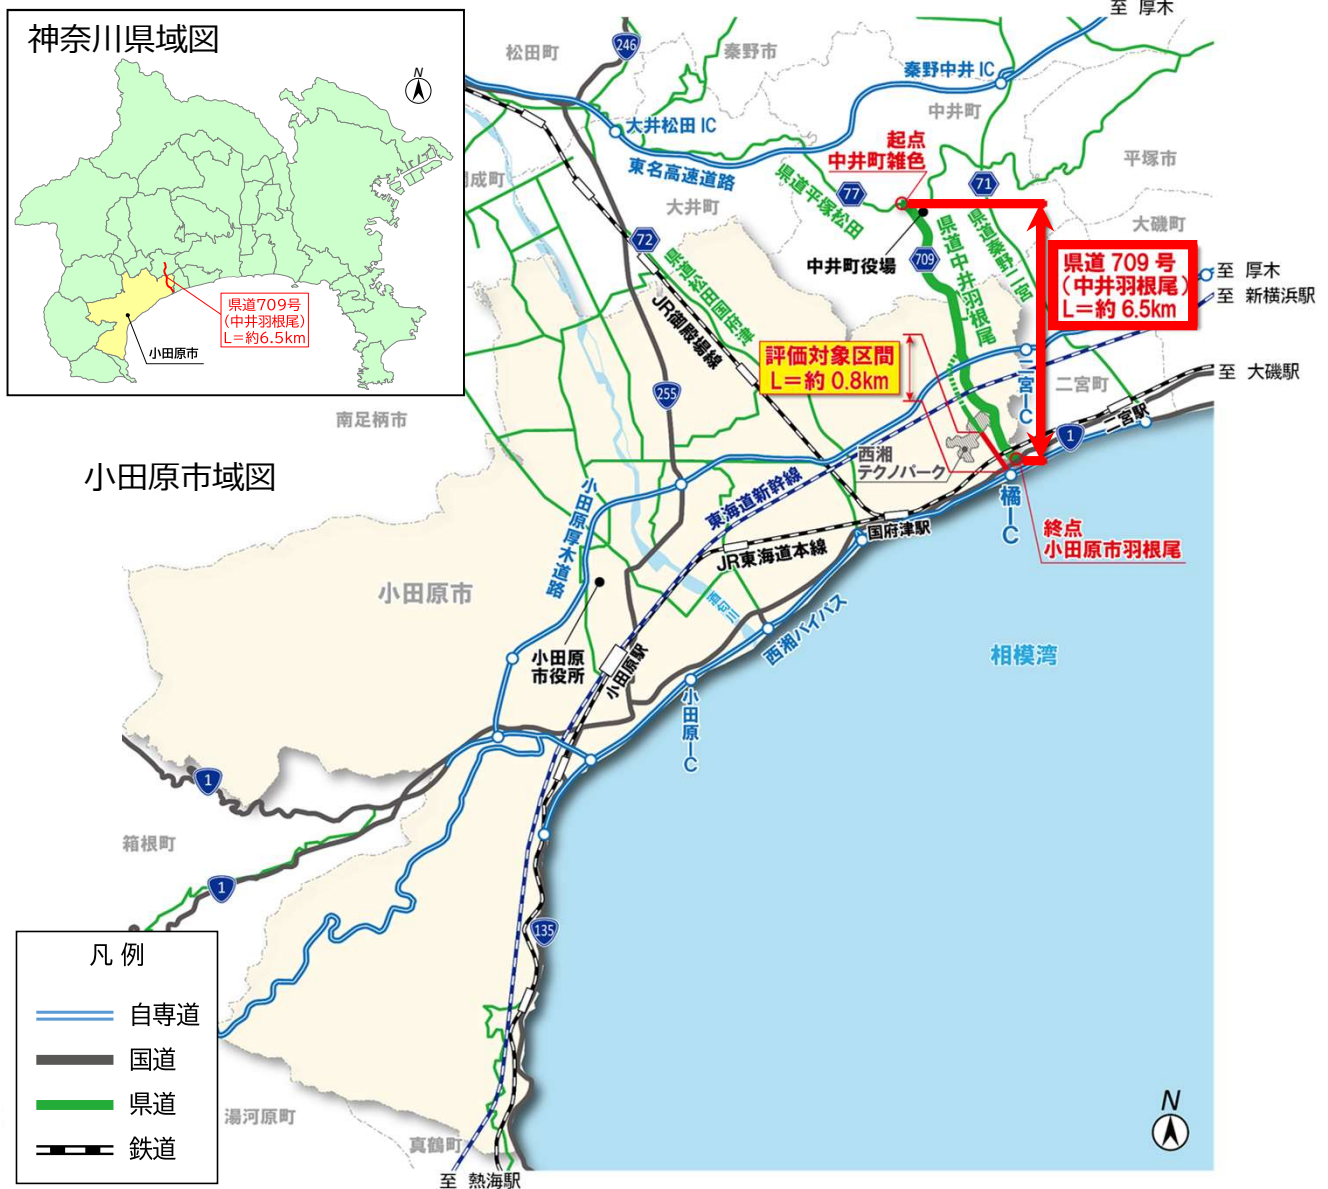 神奈川県域図
N
県道709号
(中井羽根尾)
L=約6.5km
小田原市
小田原市域図
至 厚木
松田町
246
秦野市
秦野中井 IC
中井町
大井松田 IC
東名高速道路
起点
中井町雑色
平塚市
成町
大井町
県道平塚松田
77
71
大磯町
72
県道松田国府津
JR御殿場線
中井町役場
709
県道中井羽根尾
県道秦野二宮
県道 709 号
(中井羽根尾)
L=約 6.5km
至 厚木
至 新横浜駅
評価対象区間
L=約 0.8km
二宮IC
二宮町
至 大磯駅
255
南足柄市
二宮駅
1
西湘
テクノパーク
小田原厚木道路
東海道新幹線
国府津駅
橘IC
終点
小田原市羽根尾
JR東海道本線
小田原市
酒匂川
西湘バイパス
小田原
市役所
小田原駅
小田原IC
相模湾
1
箱根町
1
135
凡 例
自専道
国道
県道
鉄道
湯河原町
真鶴町
至 熱海駅
N